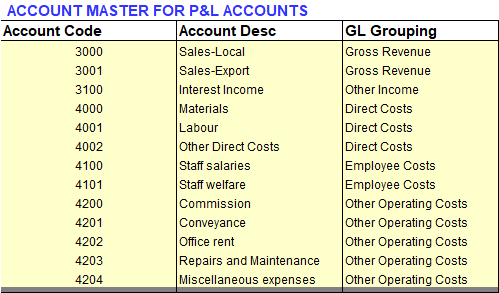 ACCOUNT MASTER FOR P&L ACCOUNTS
Account Code Account Desc GL Grouping
3000 Sales-Local Gross Revenue
3001 Sales-Export Gross Revenue
3100 Interest Income Other Income
4000 Materials Direct Costs
4001 Labour Direct Costs
4002 Other Direct Costs Direct Costs
4100 Staff salaries Employee Costs
4101 Staff welfare Employee Costs
4200 Commission Other Operating Costs
4201 Conveyance Other Operating Costs
4202 Office rent Other Operating Costs
4203 Repairs and Maintenance Other Operating Costs
4204 Miscellaneous expenses Other Operating Costs